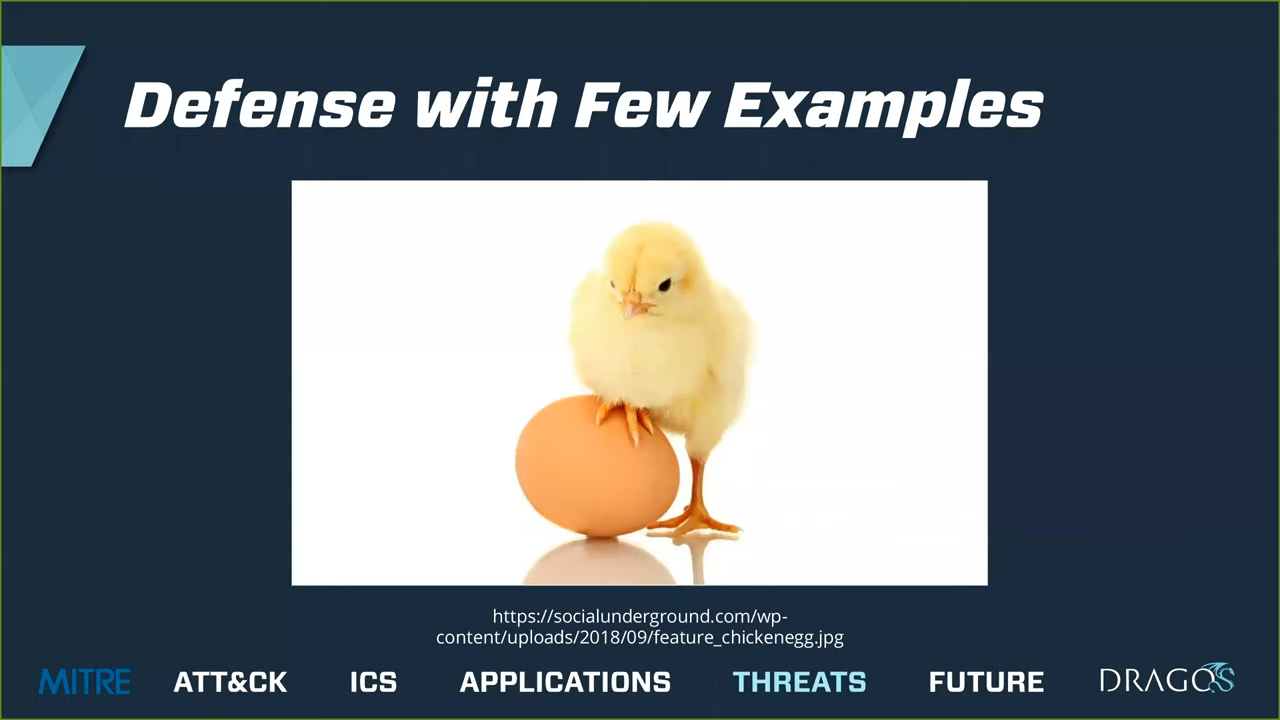 Defense with Few Examples
https://socialunderground.com/wp-
content/uploads/2018/09/feature_chickenegg.jpg
MITRE ATT&CK ICS APPLICATIONS THREATS FUTURE DRAGOS